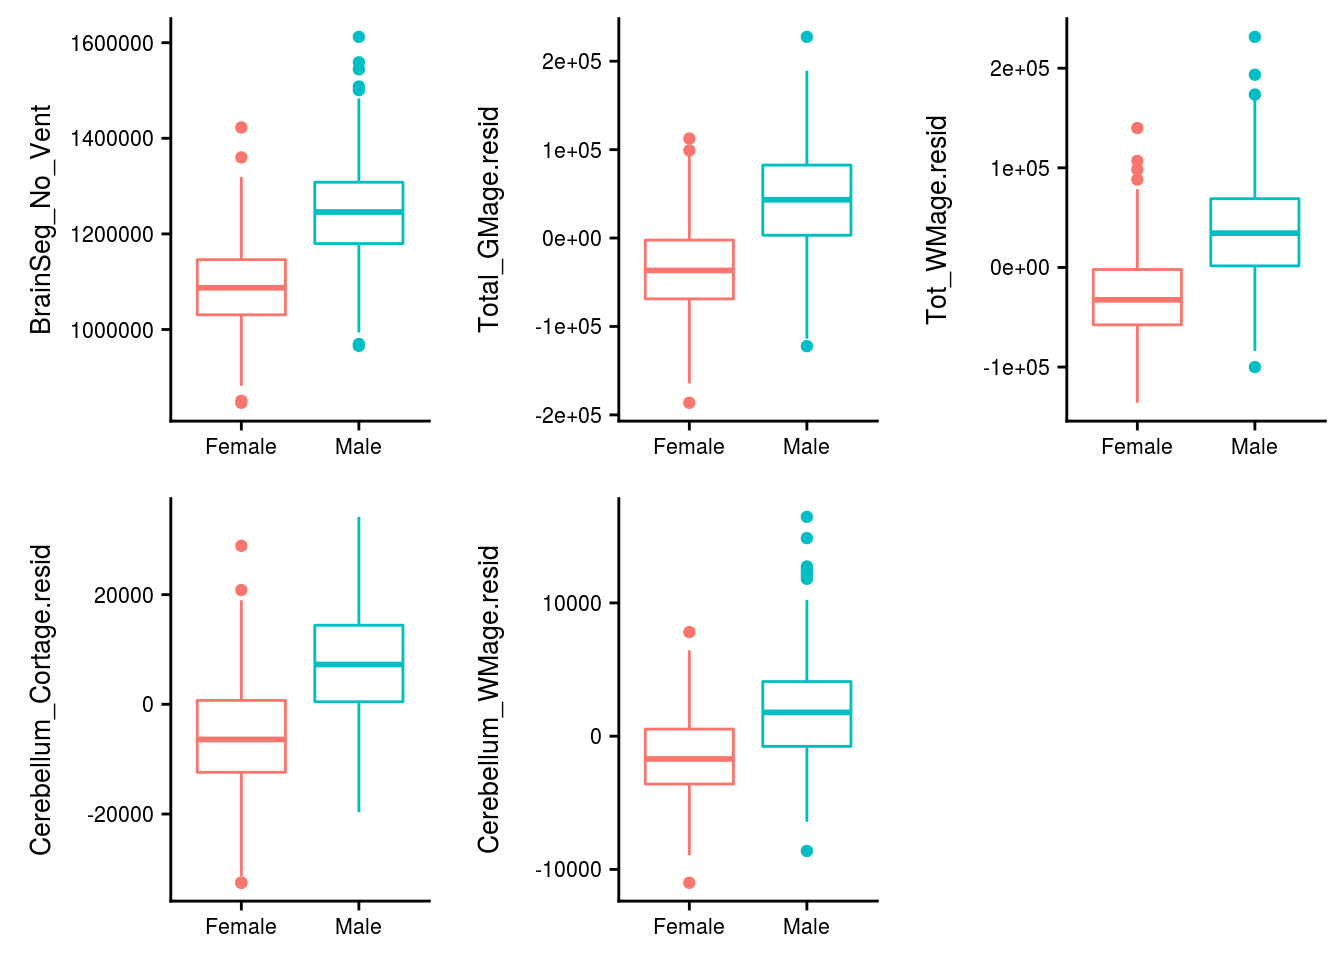 BrainSeg_No_Vent
1600000
1400000
1200000
1000000
Female Male
Total_GMage.resid
2e+05
1e+05
0e+00
-1e+05
-2e+05
Female Male
Tot_WMage.resid
2e+05
1e+05
0e+00
-1e+05
Female Male
Cerebellum_Cortage.resid
20000
0
-20000
Female Male
Cerebellum_WMage.resid
10000
0
-10000
Female Male